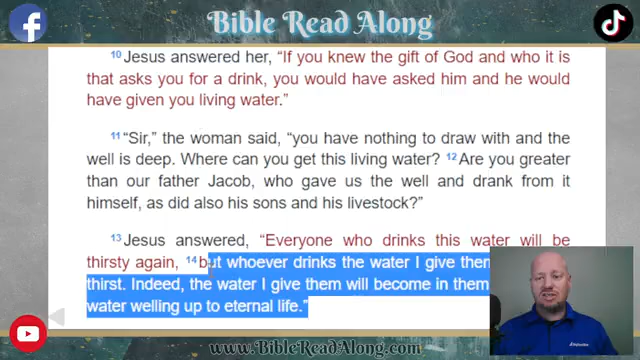 Bible Read Along
10 Jesus answered her, “If you knew the gift of God and who it is
that asks you for a drink, you would have asked him and he would
have given you living water.”
11 “Sir,” the woman said, “you have nothing to draw with and the
well is deep. Where can you get this living water? 12 Are you greater
than our father Jacob, who gave us the well and drank from it
himself, as did also his sons and his livestock?”
13 Jesus answered, “Everyone who drinks this water will be
thirsty again, 14 but whoever drinks the water I give them
thirst. Indeed, the water I give them will become in them
water welling up to eternal life.”
www.BibleReadAlong.com